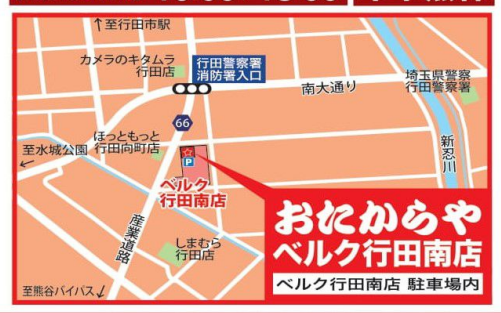 至行田市駅
カメラのキタムラ
行田店
行田警察署
消防署入口
南大通り
埼玉県警察
行田警察署
66
新忍川
ほっともっと
行田向町店
至水城公園
P
ベルク
行田南店
産業道路
しまむら
行田店
至熊谷バイパス
おたからや
ベルク行田南店
ベルク行田南店 駐車場内